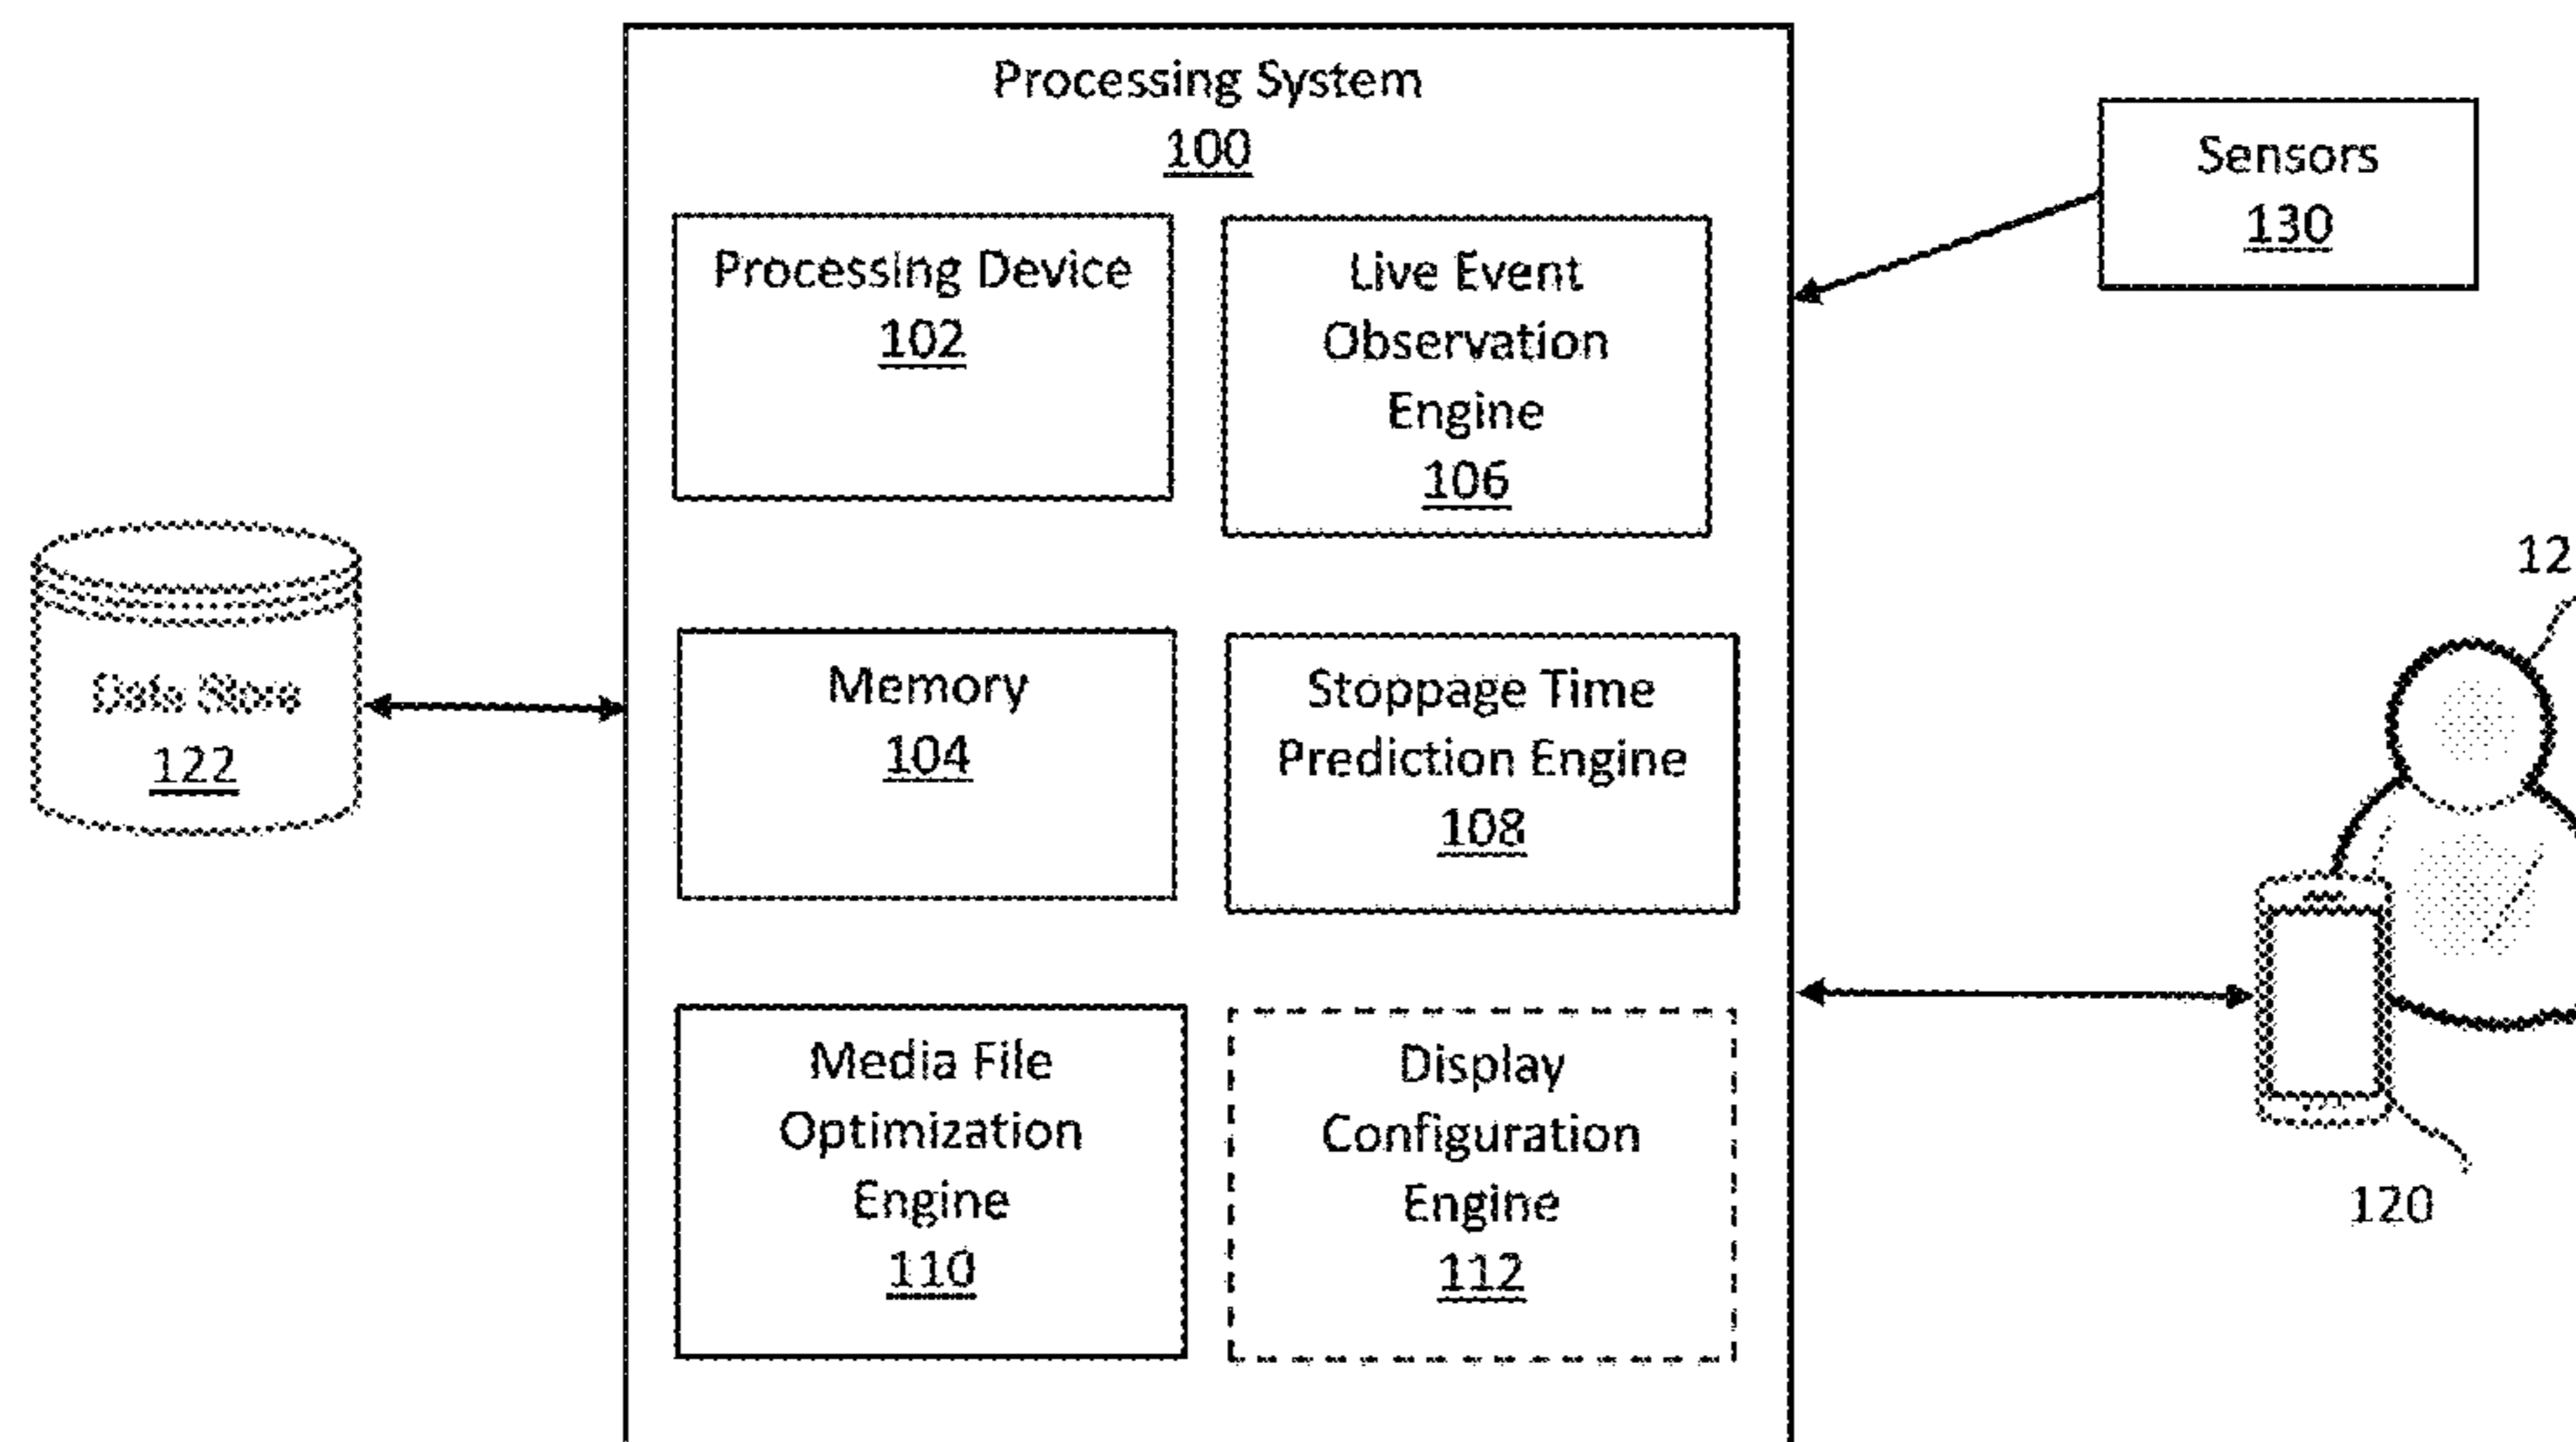 Processing System
100
Processing Device
102
Live Event
Observation
Engine
106
Memory
104
Stoppage Time
Prediction Engine
108
Media File
Optimization
Engine
110
Display
Configuration
Engine
112
Data Store
122
Sensors
130
12
120